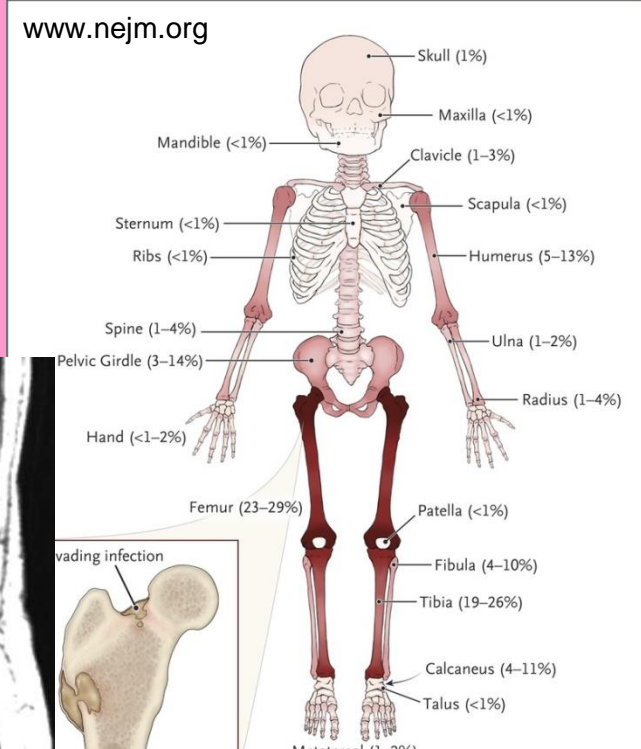 www.nejm.org
Skull (1%)
Maxilla (<1%)
Mandible (<1%)
Clavicle (1–3%)
Scapula (<1%)
Sternum (<1%)
Ribs (<1%)
Humerus (5–13%)
Spine (1–4%)
Ulna (1–2%)
Pelvic Girdle (3–14%)
Radius (1–4%)
Hand (<1–2%)
Femur (23–29%)
Patella (<1%)
vading infection
Fibula (4–10%)
Tibia (19–26%)
Calcaneus (4–11%)
Talus (<1%)